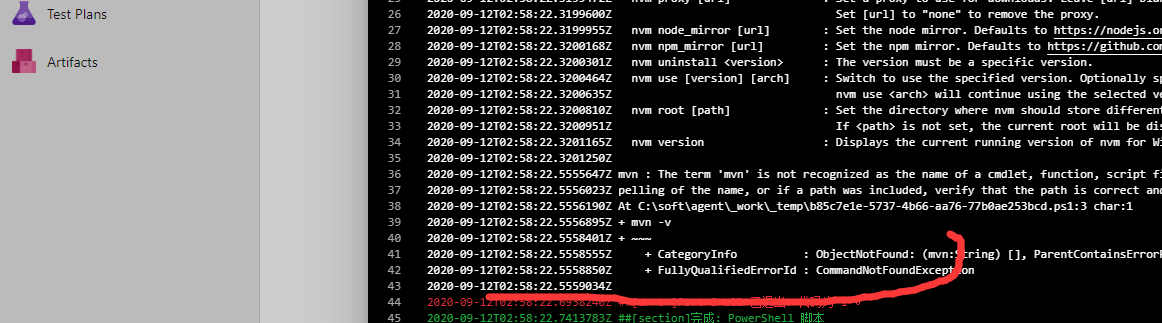 Test Plans
Artifacts
26 2020-09-12T02:58:22.3199600Z Set [url] to "none" to remove the proxy.
27 2020-09-12T02:58:22.3199955Z nvm node_mirror [url] : Set the node mirror. Defaults to https://nodejs.or
28 2020-09-12T02:58:22.3200168Z nvm npm_mirror [url] : Set the npm mirror. Defaults to https://github.com
29 2020-09-12T02:58:22.3200301Z nvm uninstall <version> : The version must be a specific version.
30 2020-09-12T02:58:22.3200464Z nvm use [version] [arch] : Switch to use the specified version. Optionally sp
31 2020-09-12T02:58:22.3200635Z nvm use <arch> will continue using the selected ve
32 2020-09-12T02:58:22.3200810Z nvm root [path] : Set the directory where nvm should store different
33 2020-09-12T02:58:22.3200951Z If <path> is not set, the current root will be dis
34 2020-09-12T02:58:22.3201165Z nvm version : Displays the current running version of nvm for Wi
35 2020-09-12T02:58:22.3201250Z
36 2020-09-12T02:58:22.5555647Z mvn : The term 'mvn' is not recognized as the name of a cmdlet, function, script fi
37 2020-09-12T02:58:22.5556023Z pelling of the name, or if a path was included, verify that the path is correct and
38 2020-09-12T02:58:22.5556190Z At C:\soft\agent\_work\_temp\b85c7e1e-5737-4b66-aa76-77b0ae253bcd.ps1:3 char:1
39 2020-09-12T02:58:22.5556895Z + mvn -v
40 2020-09-12T02:58:22.5558401Z + ~~~
41 2020-09-12T02:58:22.5558555Z + CategoryInfo : ObjectNotFound: (mvn:String) [], ParentContainsErrorR
42 2020-09-12T02:58:22.5558850Z + FullyQualifiedErrorId : CommandNotFoundException
43 2020-09-12T02:58:22.5559034Z
44
45 2020-09-12T02:58:22.7413783Z ##[section]完成: PowerShell 脚本